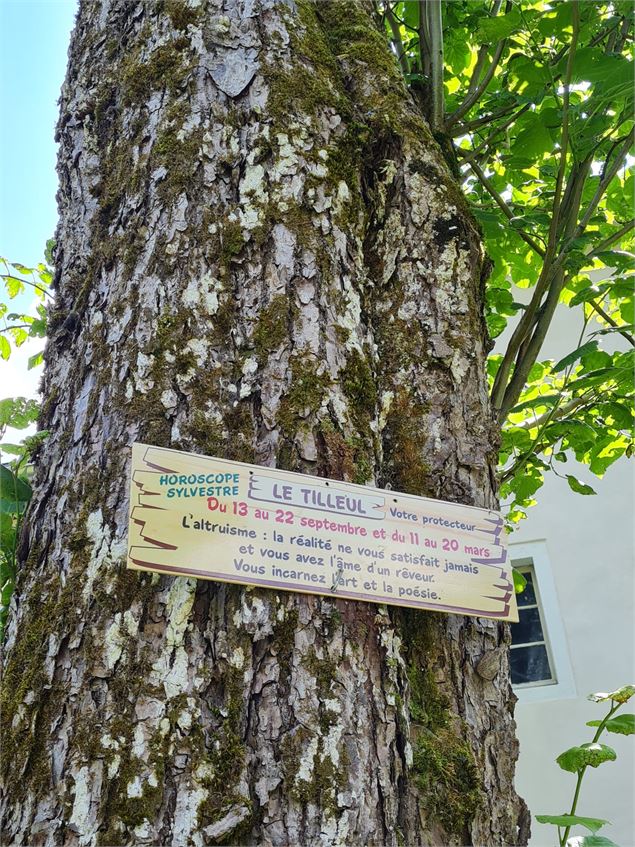 HOROSCOPE
SYLVESTRE
LE TILLEUL
Votre protecteur
Du 13 au 22 septembre et du 11 au 20 mars
L'altruisme : la réalité ne vous satisfait jamais
et vous avez l'âme d'un rêveur.
Vous incarnez l'art et la poésie.